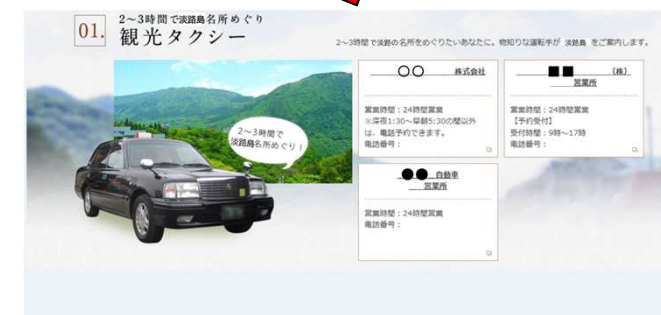 01.
2～3時間で淡路島名所めぐり
観光タクシー
2～3時間で淡路の名所をめぐりたいあなたに。物知りな運転手が 淡路島 をご案内します。
2～3時間で
淡路島名所めぐり！
〇〇 株式会社
営業時間：24時間営業
※深夜1:30～早朝5:30の間以外
は、電話予約できます。
電話番号：
■■ （株）
営業所
営業時間：24時間営業
【予約受付】
受付時間：9時～17時
電話番号：
●● 自動車
営業所
営業時間：24時間営業
電話番号：